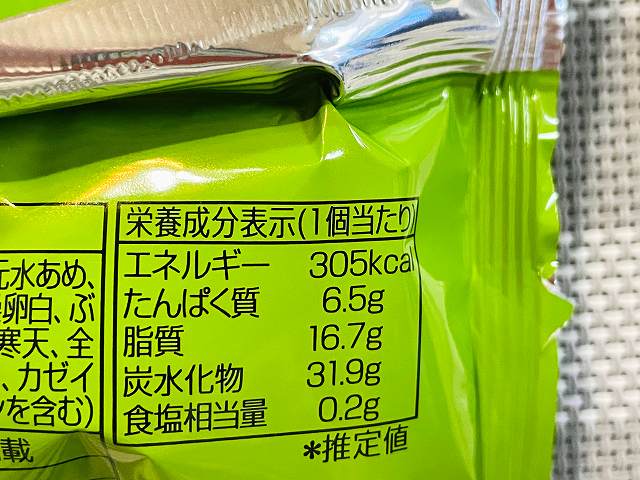 元水あめ、
卵白、ぶ
寒天、全
、カゼイ
を含む)
載
栄養成分表示(1個当たり)
エネルギー 305kcal
たんぱく質 6.5g
脂質 16.7g
炭水化物 31.9g
食塩相当量 0.2g
*推定値